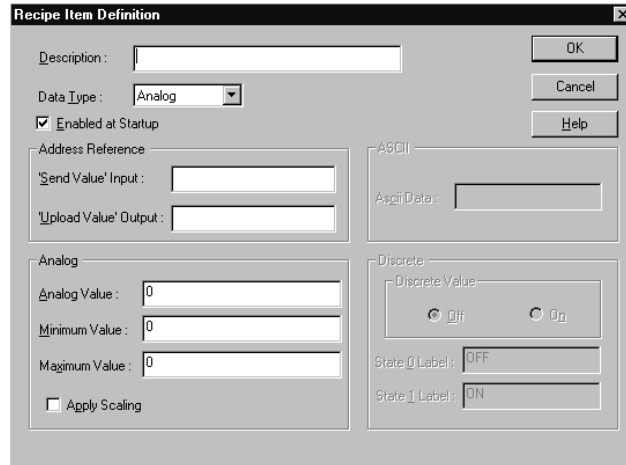 Recipe Item Definition
Description :
OK
Data Type :
Analog
Cancel
Enabled at Startup
Help
Address Reference
'Send Value' Input :
'Upload Value' Output :
ASCII
Ascii Data :
Analog
Analog Value :
0
Minimum Value :
0
Maximum Value :
0
Apply Scaling
Discrete
Discrete Value
Off
On
State 0 Label :
OFF
State 1 Label :
ON